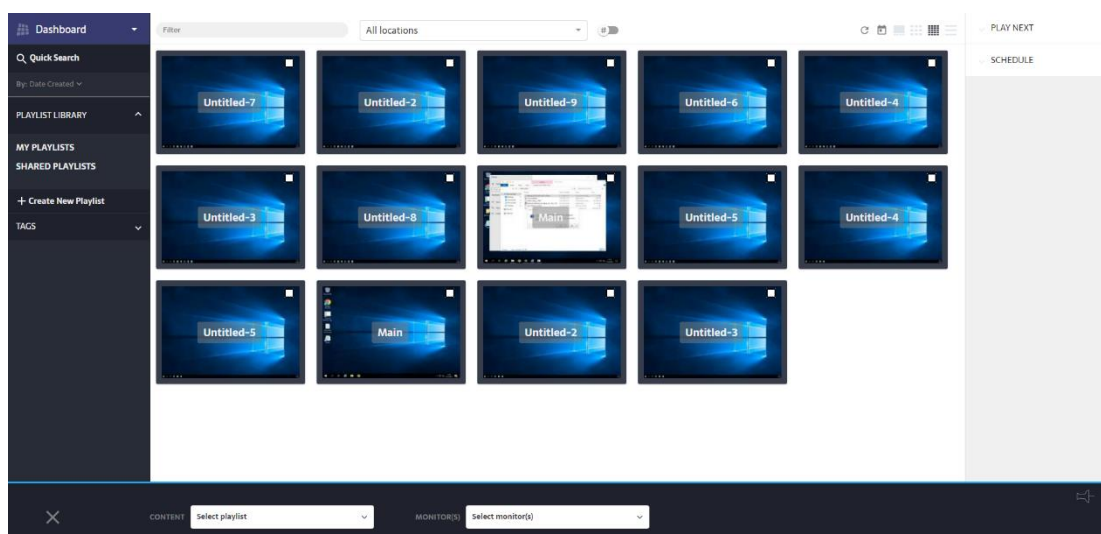 Dashboard
Filter
All locations
#
PLAY NEXT
Quick Search
SCHEDULE
By: Date Created
PLAYLIST LIBRARY
MY PLAYLISTS
SHARED PLAYLISTS
+ Create New Playlist
TAGS
Untitled-7
Untitled-2
Untitled-9
Untitled-6
Untitled-4
Untitled-3
Untitled-8
Main
Untitled-5
Untitled-4
Untitled-5
Main
Untitled-2
Untitled-3
CONTENT
Select playlist
MONITOR(S)
Select monitor(s)